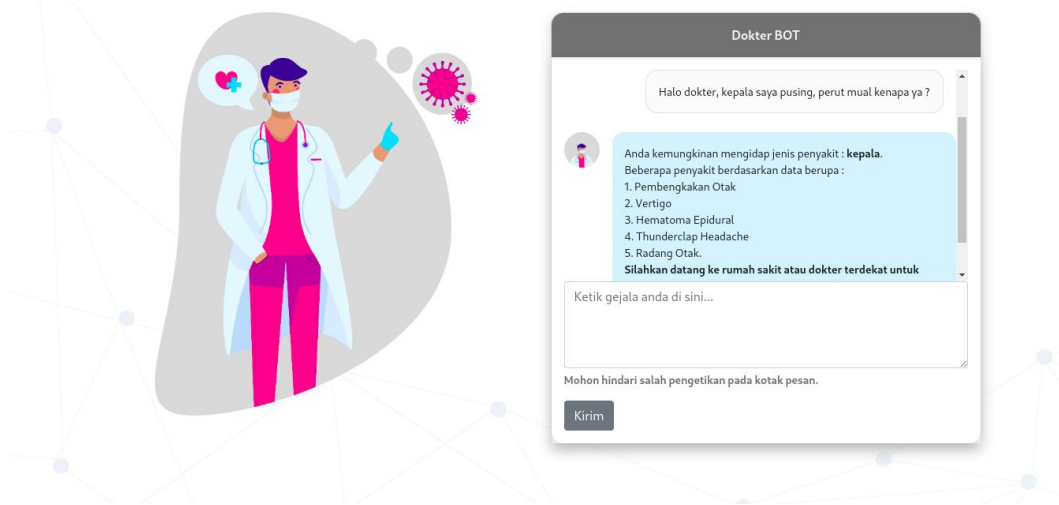 Dokter BOT
Halo dokter, kepala saya pusing, perut mual kenapa ya ?
Anda kemungkinan mengidap jenis penyakit : kepala.
Beberapa penyakit berdasarkan data berupa :
1. Pembengkakan Otak
2. Vertigo
3. Hematoma Epidural
4. Thunderclap Headache
5. Radang Otak.
Silahkan datang ke rumah sakit atau dokter terdekat untuk
Ketik gejala anda di sini...
Mohon hindari salah pengetikan pada kotak pesan.
Kirim